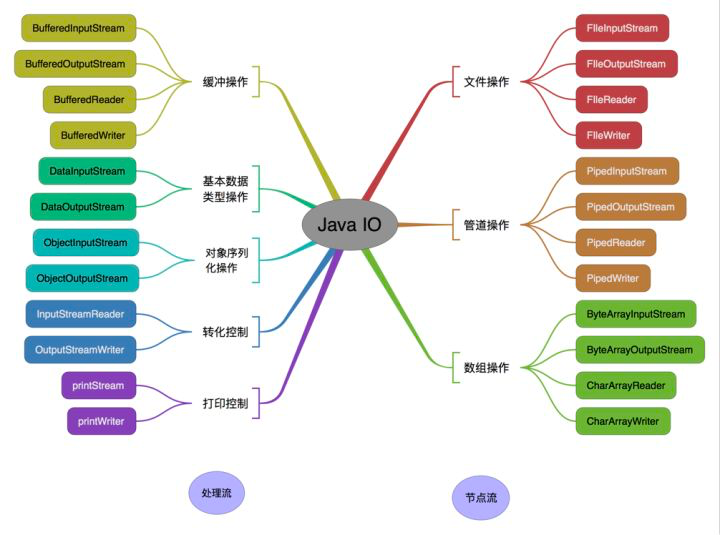 BufferedInputStream
BufferedOutputStream
BufferedReader
BufferedWriter
缓冲操作
DataInputStream
DataOutputStream
基本数据
类型操作
ObjectInputStream
ObjectOutputStream
对象序列
化操作
InputStreamReader
OutputStreamWriter
转化控制
printStream
printWriter
打印控制
Java IO
文件操作
FIleInputStream
FIleOutputStream
FIleReader
FIleWriter
管道操作
PipedInputStream
PipedOutputStream
PipedReader
PipedWriter
数组操作
ByteArrayInputStream
ByteArrayOutputStream
CharArrayReader
CharArrayWriter
处理流
节点流